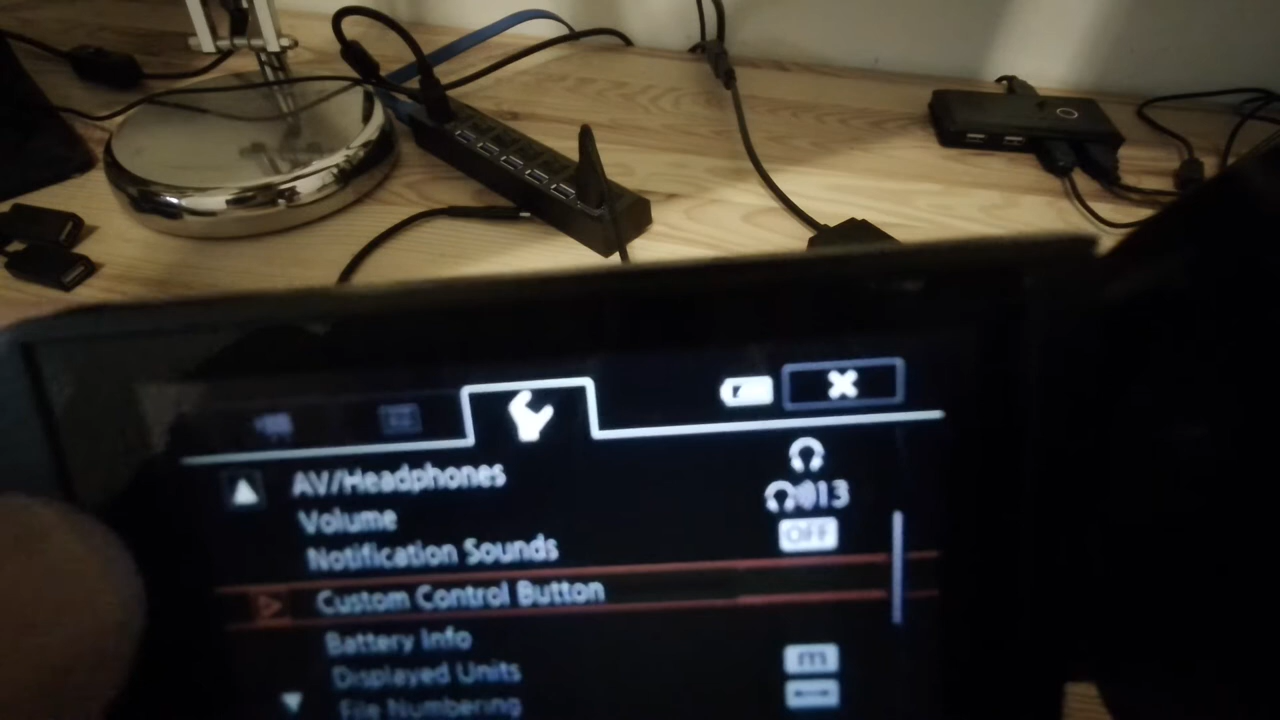 AV/Headphones
Volume 13
Notification Sounds OFF
Custom Control Button
Battery Info
Displayed Units m
File Numbering